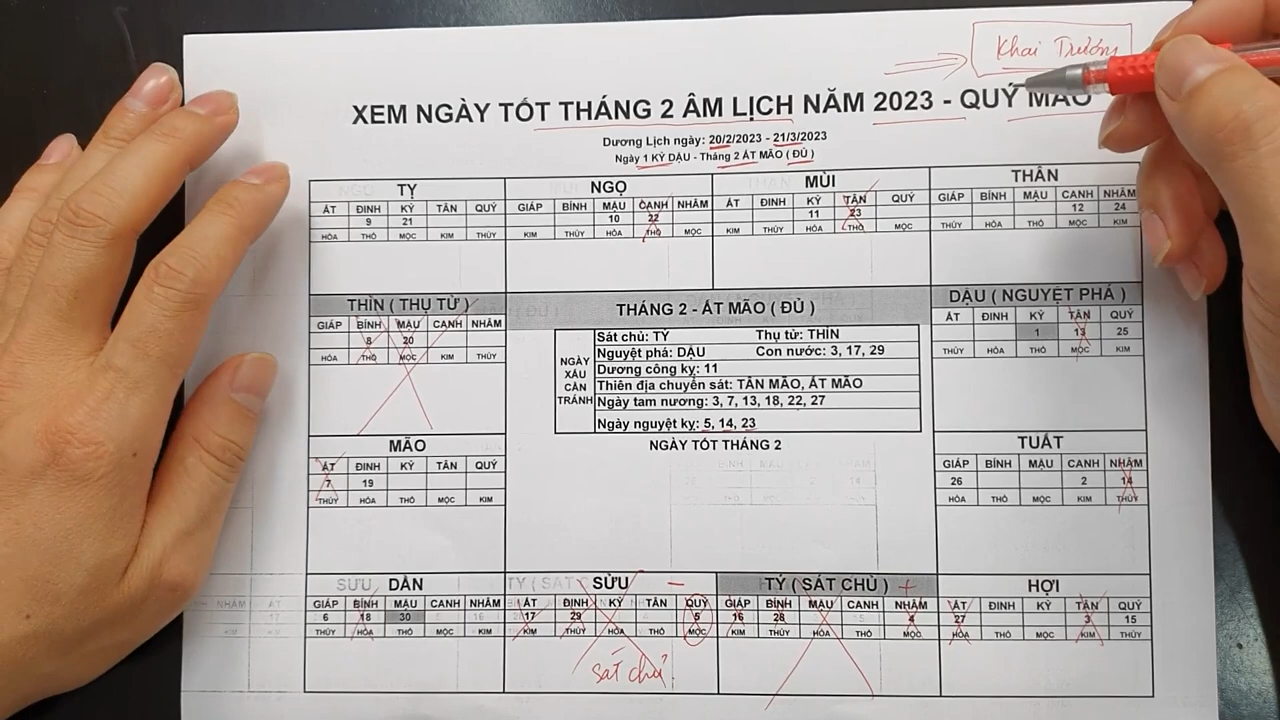 Khai Trương
XEM NGÀY TỐT THÁNG 2 ÂM LỊCH NĂM 2023 - QUÝ MÃO
Dương Lịch ngày: 20/2/2023 - 21/3/2023
Ngày 1 KỶ DẬU - Tháng 2 ẤT MÃO ( ĐỦ )
TỴ NGỌ MÙI THÂN
ẤT ĐINH KỶ TÂN QUÝ GIÁP BÍNH MẬU CANH NHÂM ẤT ĐINH KỶ TÂN QUÝ GIÁP BÍNH MẬU CANH NHÂM
9 21 10 22 11 23 12 24
HỎA THỔ MỘC KIM THỦY KIM THỦY HỎA THỔ MỘC KIM THỦY HỎA THỔ MỘC THỦY HỎA THỔ MỘC KIM
THÌN ( THỤ TỬ ) THÁNG 2 - ẤT MÃO ( ĐỦ ) DẬU ( NGUYỆT PHÁ )
GIÁP BÍNH MẬU CANH NHÂM
8 20
HỎA THỔ MỘC KIM THỦY
ẤT ĐINH KỶ TÂN QUÝ
1 13 25
THỦY HỎA THỔ MỘC KIM
NGÀY XẤU CẦN TRÁNH
Sát chủ: TÝ Thụ tử: THÌN
Nguyệt phá: DẬU Con nước: 3, 17, 29
Dương công kỵ: 11
Thiên địa chuyển sát: TÂN MÃO, ẤT MÃO
Ngày tam nương: 3, 7, 13, 18, 22, 27
Ngày nguyệt kỵ: 5, 14, 23
NGÀY TỐT THÁNG 2
MÃO TUẤT
ẤT ĐINH KỶ TÂN QUÝ GIÁP BÍNH MẬU CANH NHÂM
7 19 26 2 14
THỦY HỎA THỔ MỘC KIM HỎA THỔ MỘC KIM THỦY
DẦN SỬU TÝ ( SÁT CHỦ ) HỢI
GIÁP BÍNH MẬU CANH NHÂM ẤT ĐINH KỶ TÂN QUÝ GIÁP BÍNH MẬU CANH NHÂM ẤT ĐINH KỶ TÂN QUÝ
6 18 30 17 29 5 16 28 4 27 3 15
THỦY HỎA THỔ MỘC KIM KIM THỦY HỎA THỔ MỘC KIM THỦY HỎA THỔ MỘC HỎA THỔ MỘC KIM THỦY
sát chủ